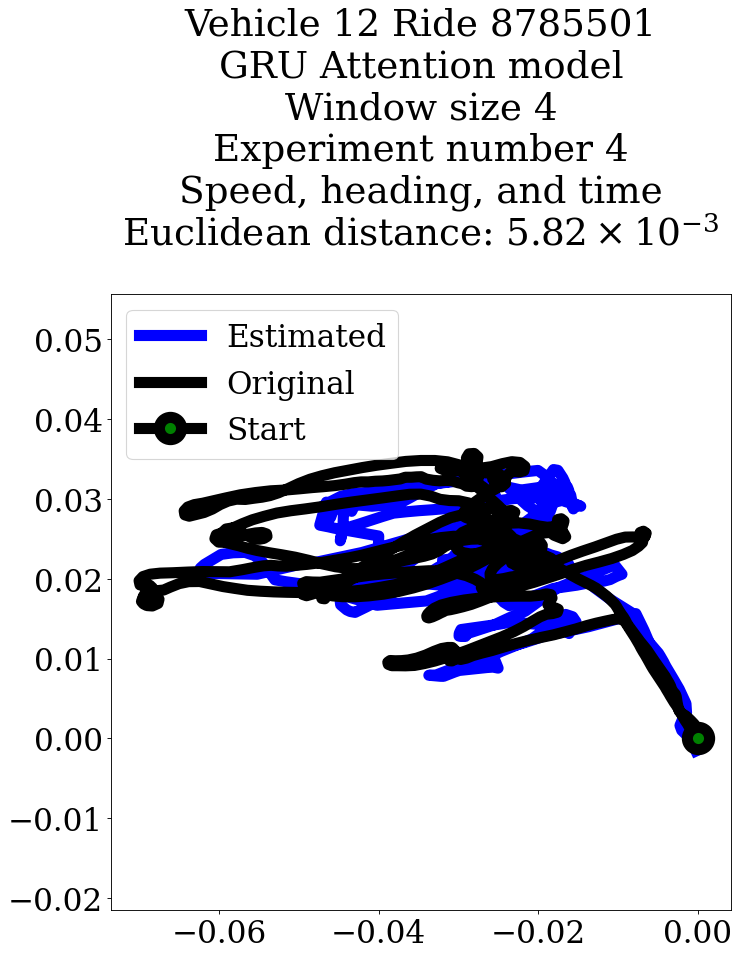 Vehicle 12 Ride 8785501
GRU Attention model
Window size 4
Experiment number 4
Speed, heading, and time
Euclidean distance: 5.82 × 10⁻³
Estimated
Original
Start
0.05
0.04
0.03
0.02
0.01
0.00
−0.01
−0.02
−0.06 −0.04 −0.02 0.00